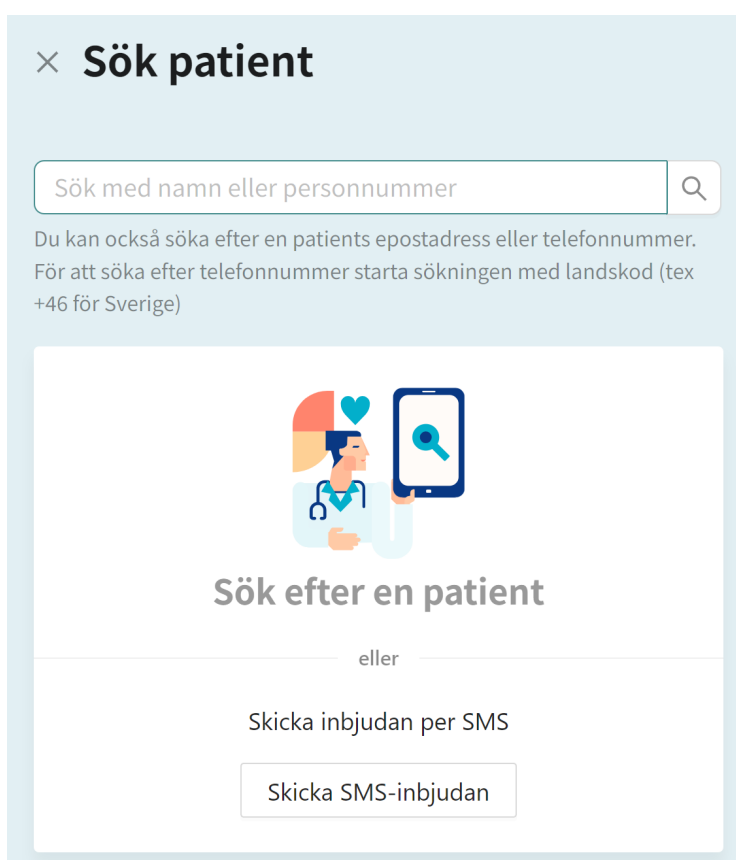 Sök patient
Sök med namn eller personnummer
Du kan också söka efter en patients epostadress eller telefonnummer.
För att söka efter telefonnummer starta sökningen med landskod (tex
+46 för Sverige)
Sök efter en patient
eller
Skicka inbjudan per SMS
Skicka SMS-inbjudan